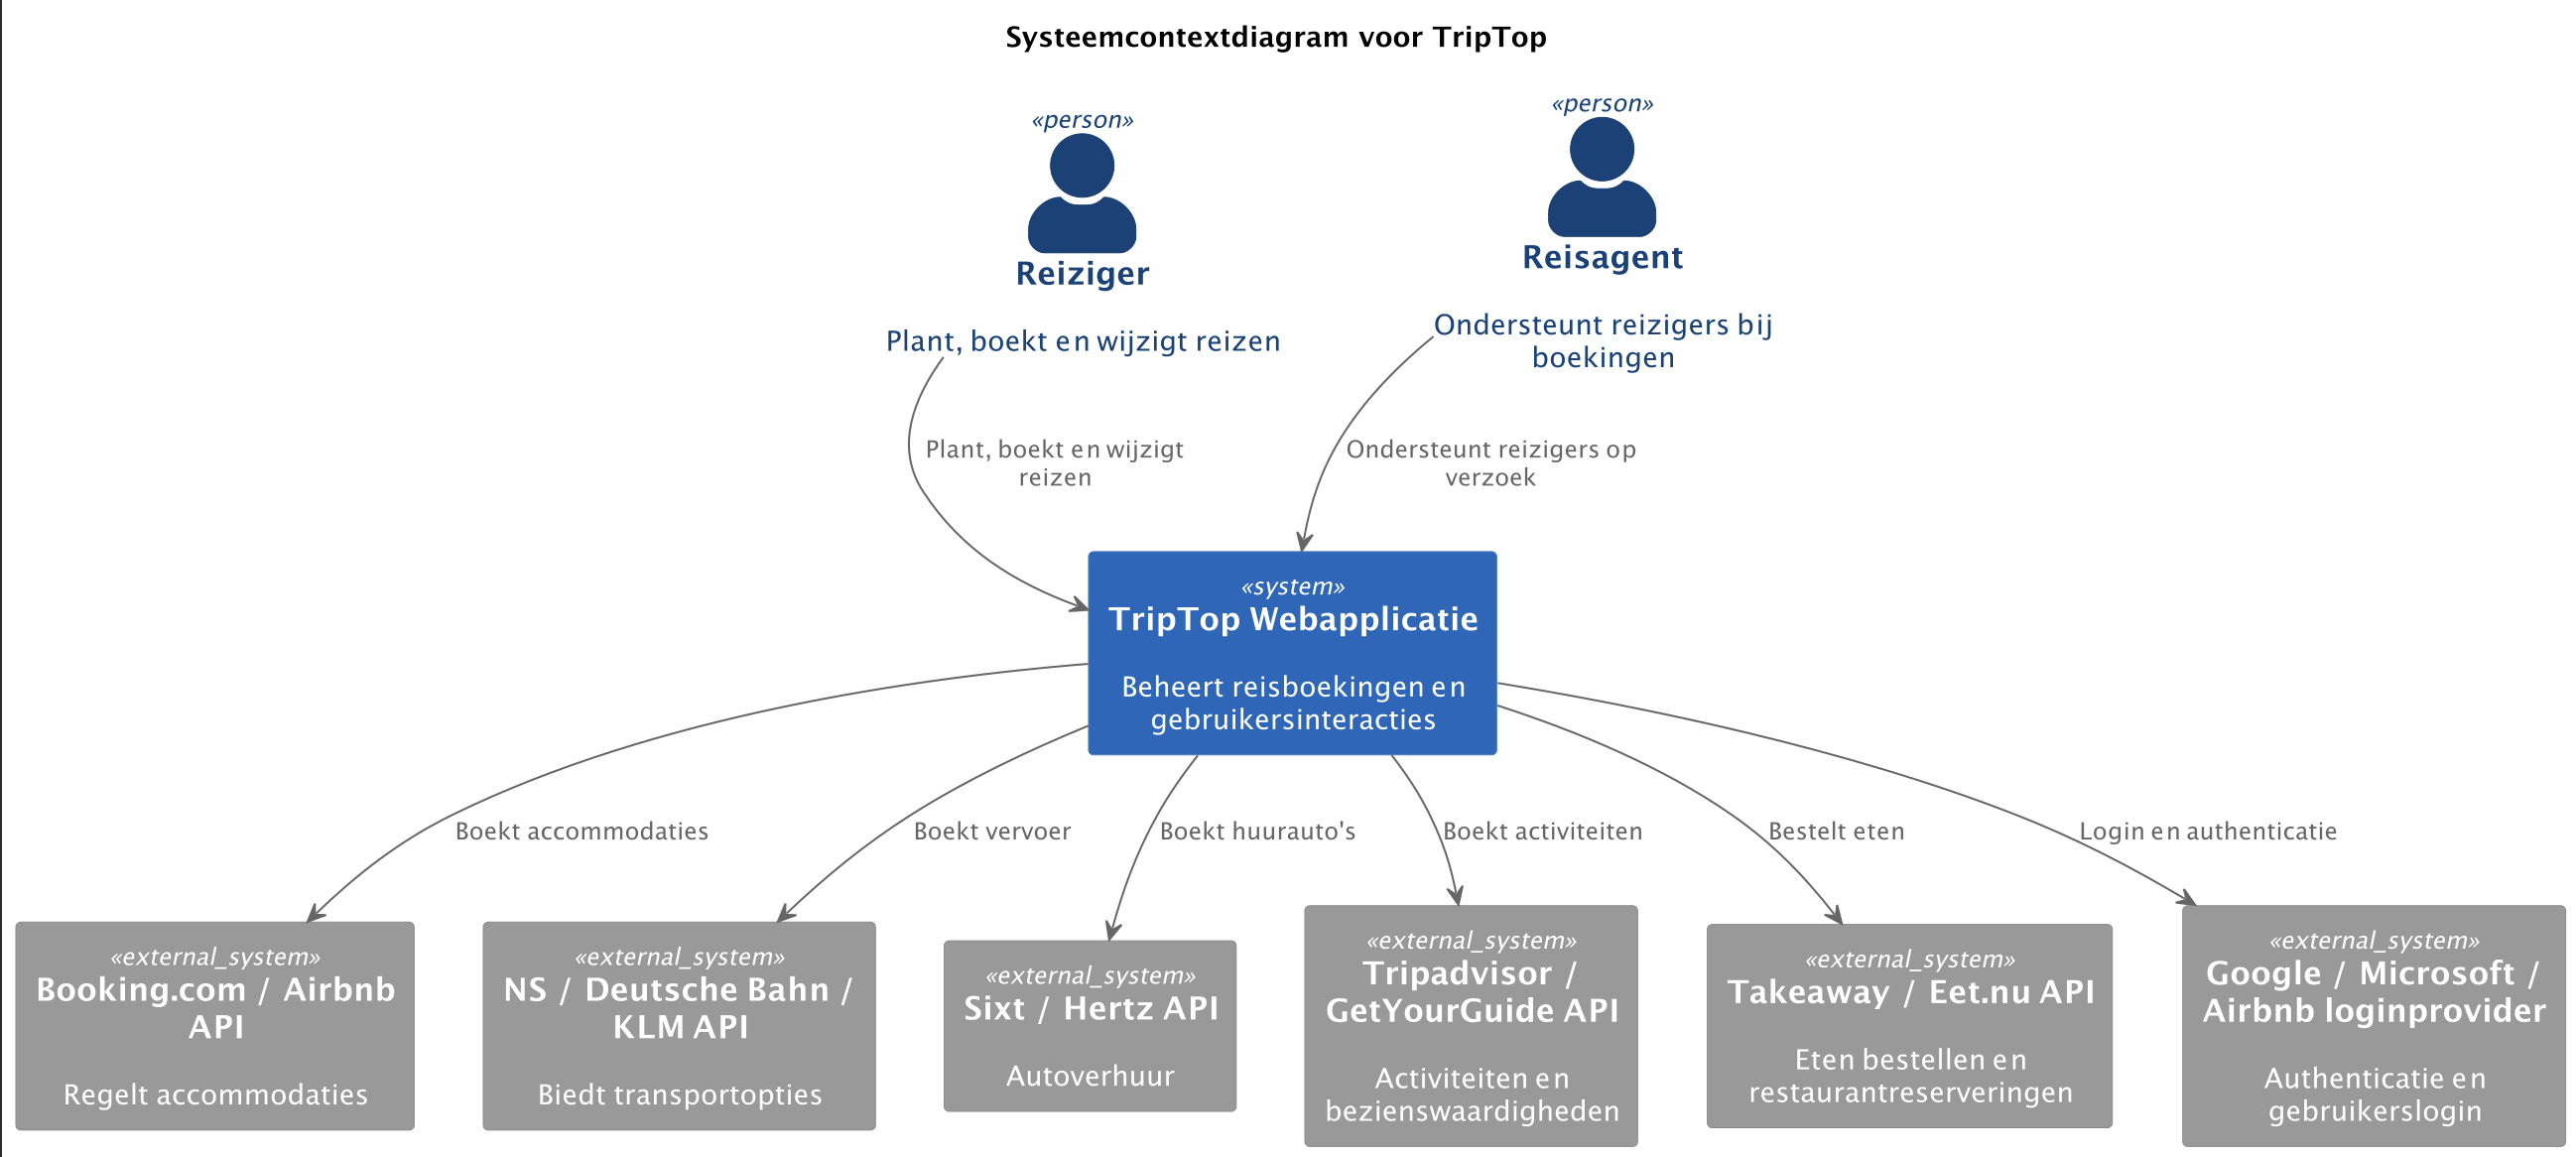 Systeemcontextdiagram voor TripTop
«person»
Reiziger
Plant, boekt en wijzigt reizen
«person»
Reisagent
Ondersteunt reizigers bij
boekingen
Plant, boekt en wijzigt
reizen
Ondersteunt reizigers op
verzoek
«system»
TripTop Webapplicatie
Beheert reisboekingen en
gebruikersinteracties
Boekt accommodaties
Boekt vervoer
Boekt huurauto's
Boekt activiteiten
Bestelt eten
Login en authenticatie
«external_system»
Booking.com / Airbnb
API
Regelt accommodaties
«external_system»
NS / Deutsche Bahn /
KLM API
Biedt transportopties
«external_system»
Sixt / Hertz API
Autoverhuur
«external_system»
Tripadvisor /
GetYourGuide API
Activiteiten en
bezienswaardigheden
«external_system»
Takeaway / Eet.nu API
Eten bestellen en
restaurantreserveringen
«external_system»
Google / Microsoft /
Airbnb loginprovider
Authenticatie en
gebruikerslogin